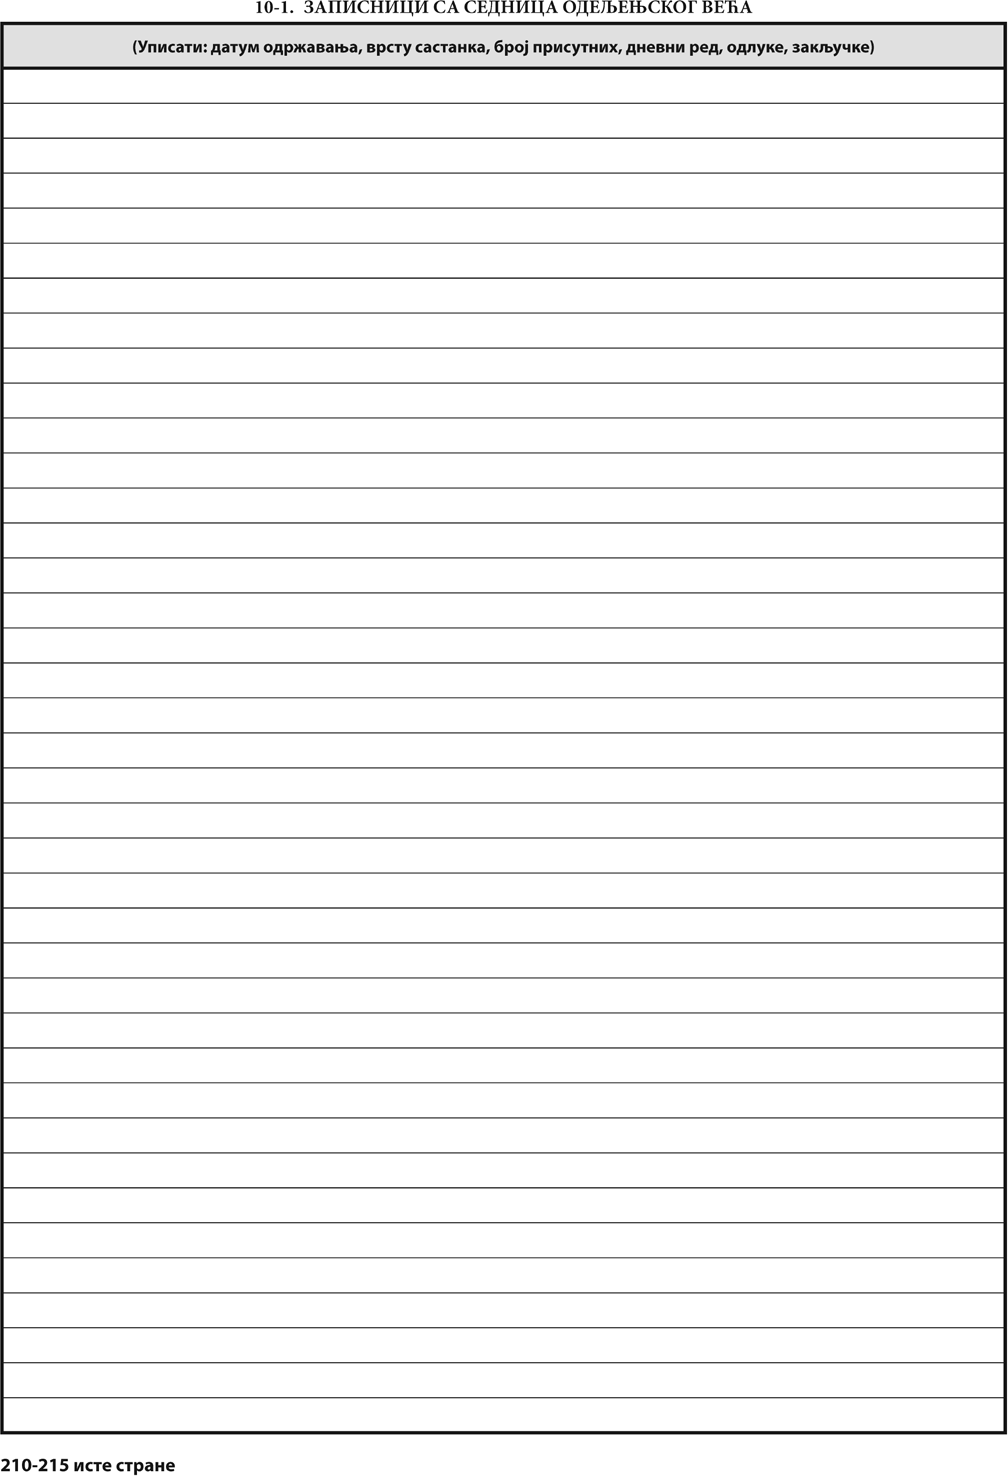 10-1. ЗАПИСНИЦИ СА СЕДНИЦА ОДЕЉЕЊСКОГ ВЕЋА
(Уписати: датум одржавања, врсту састанка, број присутних, дневни ред, одлуке, закључке)
210-215 исте стране